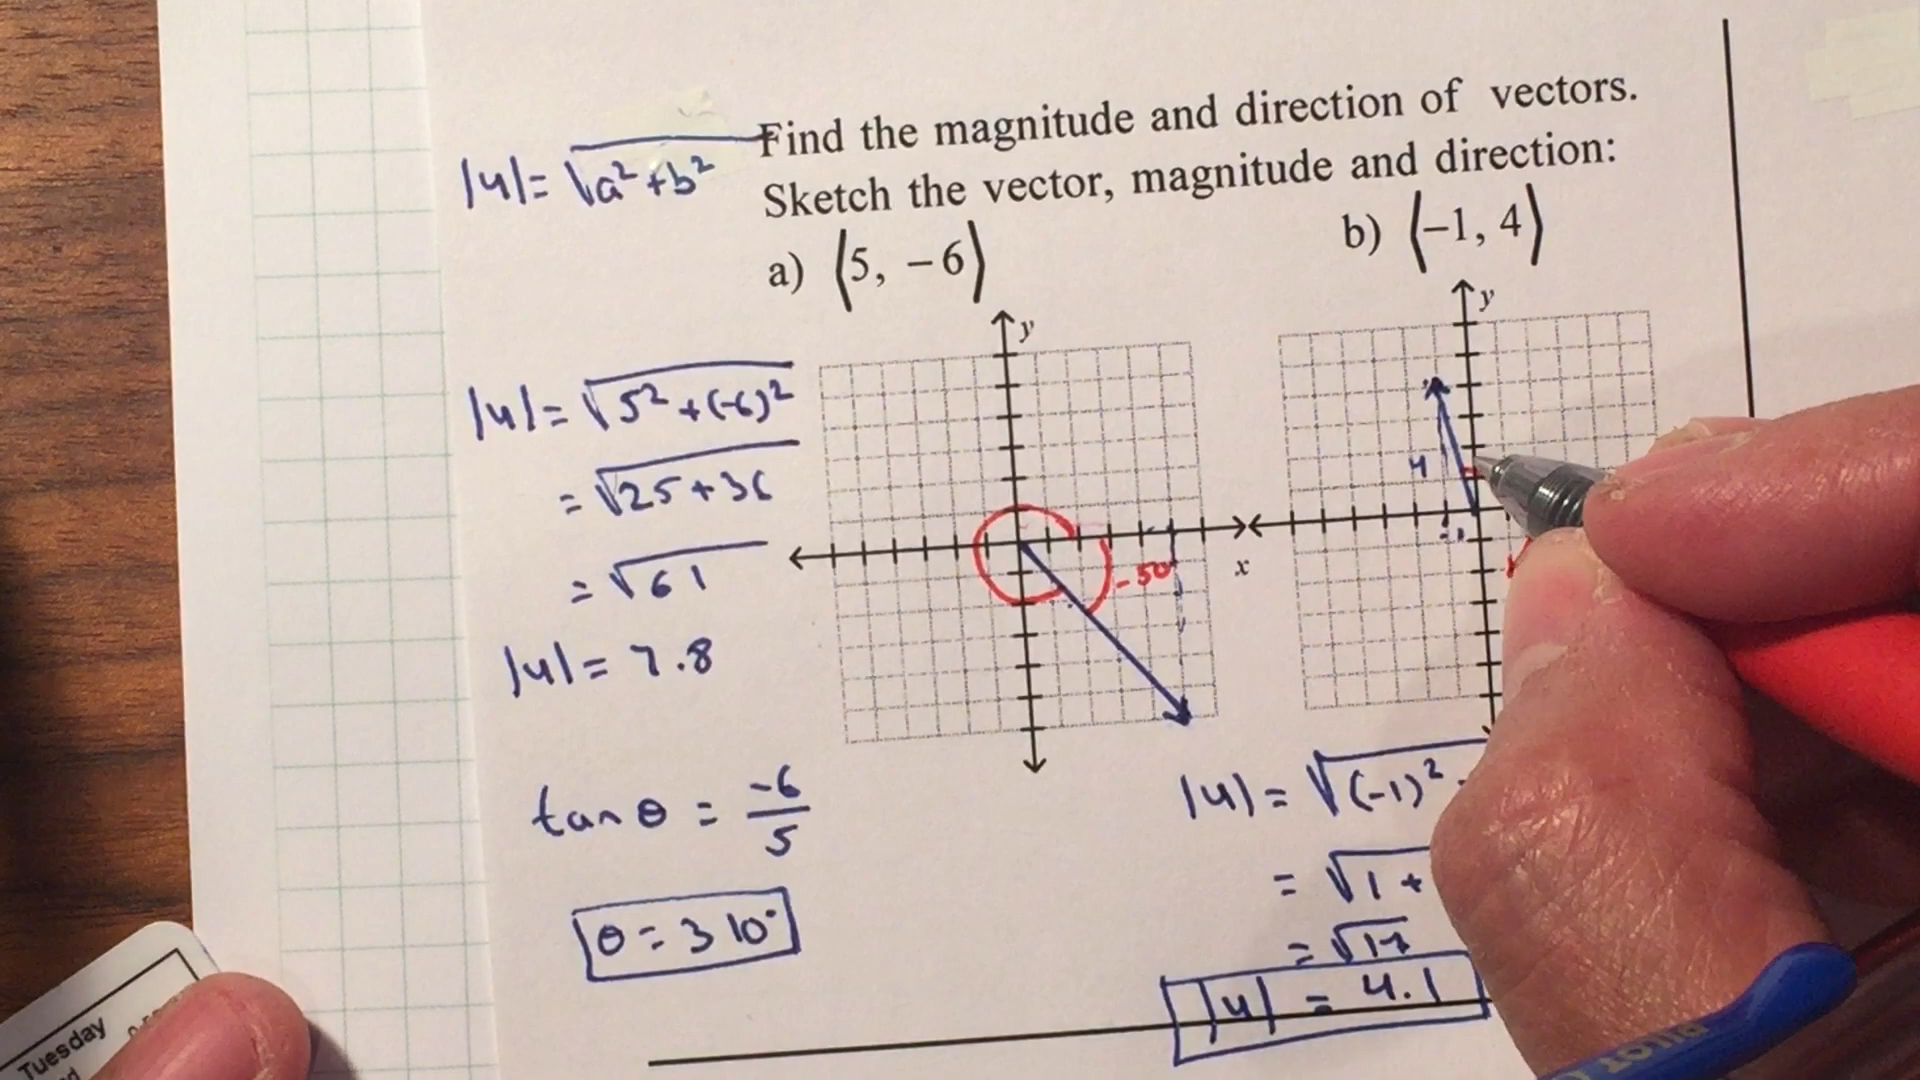 Find the magnitude and direction of vectors.
|u| = √a² + b²
Sketch the vector, magnitude and direction:
a) ⟨5, −6⟩
b) ⟨−1, 4⟩
y
y
|u| = √5² + (-6)²
= √25 + 36
= √61
|u| = 7.8
-50°
x
4
-1
tan θ = -6/5
θ = 310°
|u| = √(-1)²
= √1 +
= √17
|u| = 4.1
Tuesday